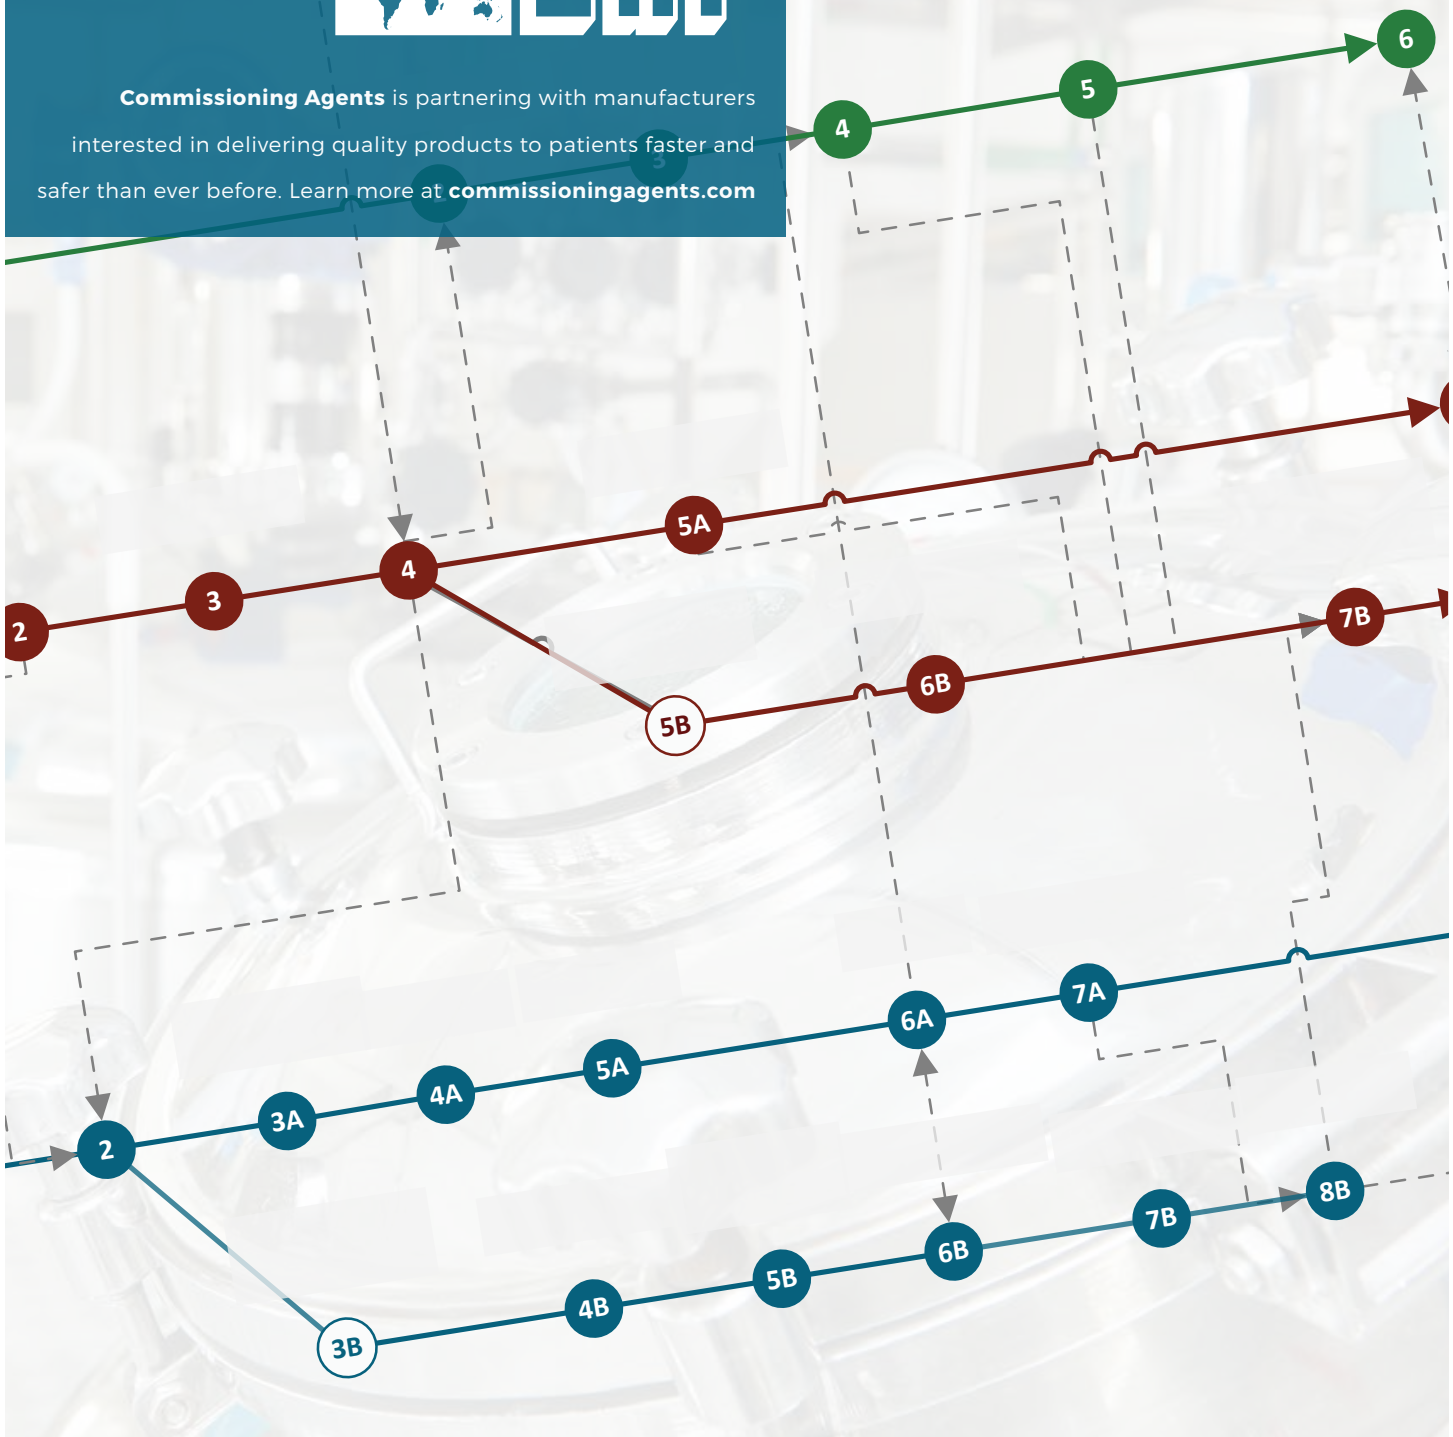 Commissioning Agents is partnering with manufacturers
interested in delivering quality products to patients faster and
safer than ever before. Learn more at commissioningagents.com
2
3
4
5
6
2
3
4
5A
5B
6B
7B
2
3A
4A
5A
6A
7A
3B
4B
5B
6B
7B
8B